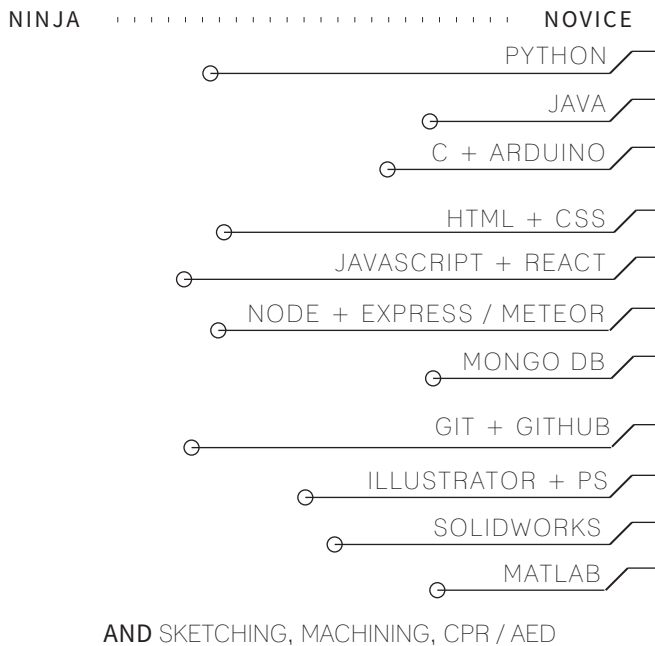 NINJA NOVICE
PYTHON
JAVA
C + ARDUINO
HTML + CSS
JAVASCRIPT + REACT
NODE + EXPRESS / METEOR
MONGO DB
GIT + GITHUB
ILLUSTRATOR + PS
SOLIDWORKS
MATLAB
AND SKETCHING, MACHINING, CPR / AED